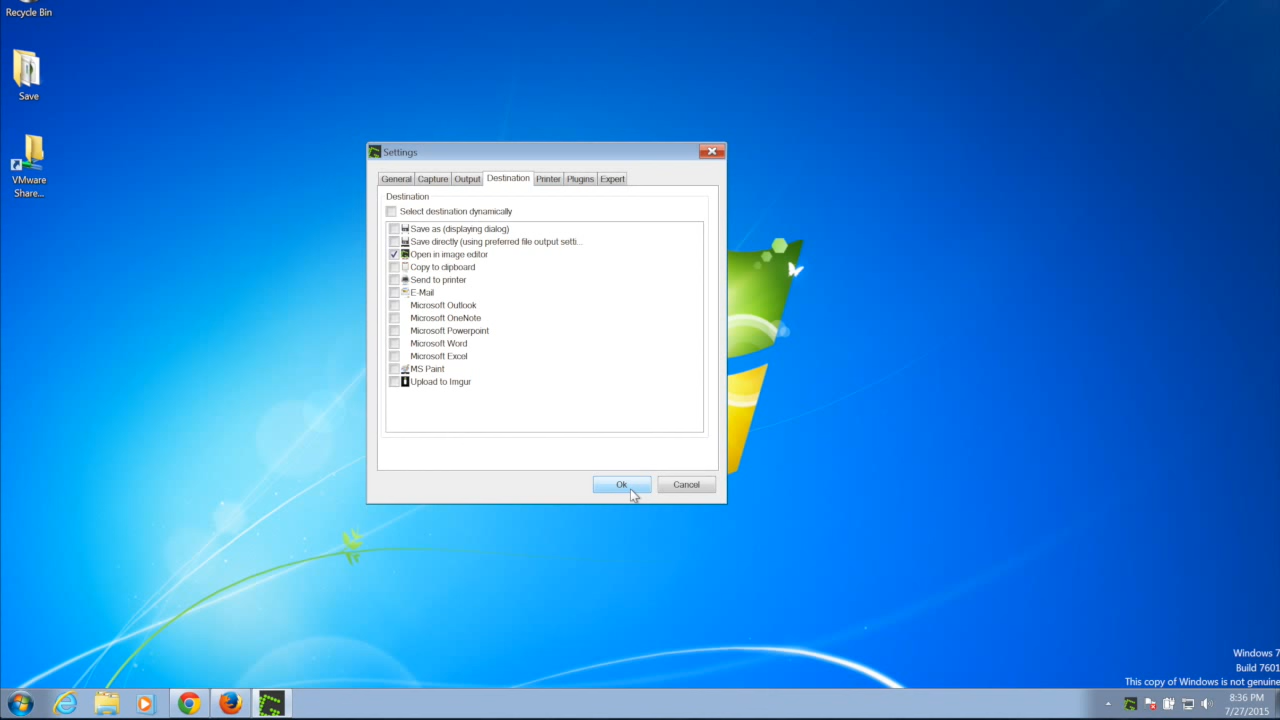 Recycle Bin
Save
VMware
Share...
Settings
General Capture Output Destination Printer Plugins Expert
Destination
Select destination dynamically
Save as (displaying dialog)
Save directly (using preferred file output setti...
Open in image editor
Copy to clipboard
Send to printer
E-Mail
Microsoft Outlook
Microsoft OneNote
Microsoft Powerpoint
Microsoft Word
Microsoft Excel
MS Paint
Upload to Imgur
Ok Cancel
Windows 7
Build 7601
This copy of Windows is not genuine
8:36 PM
7/27/2015